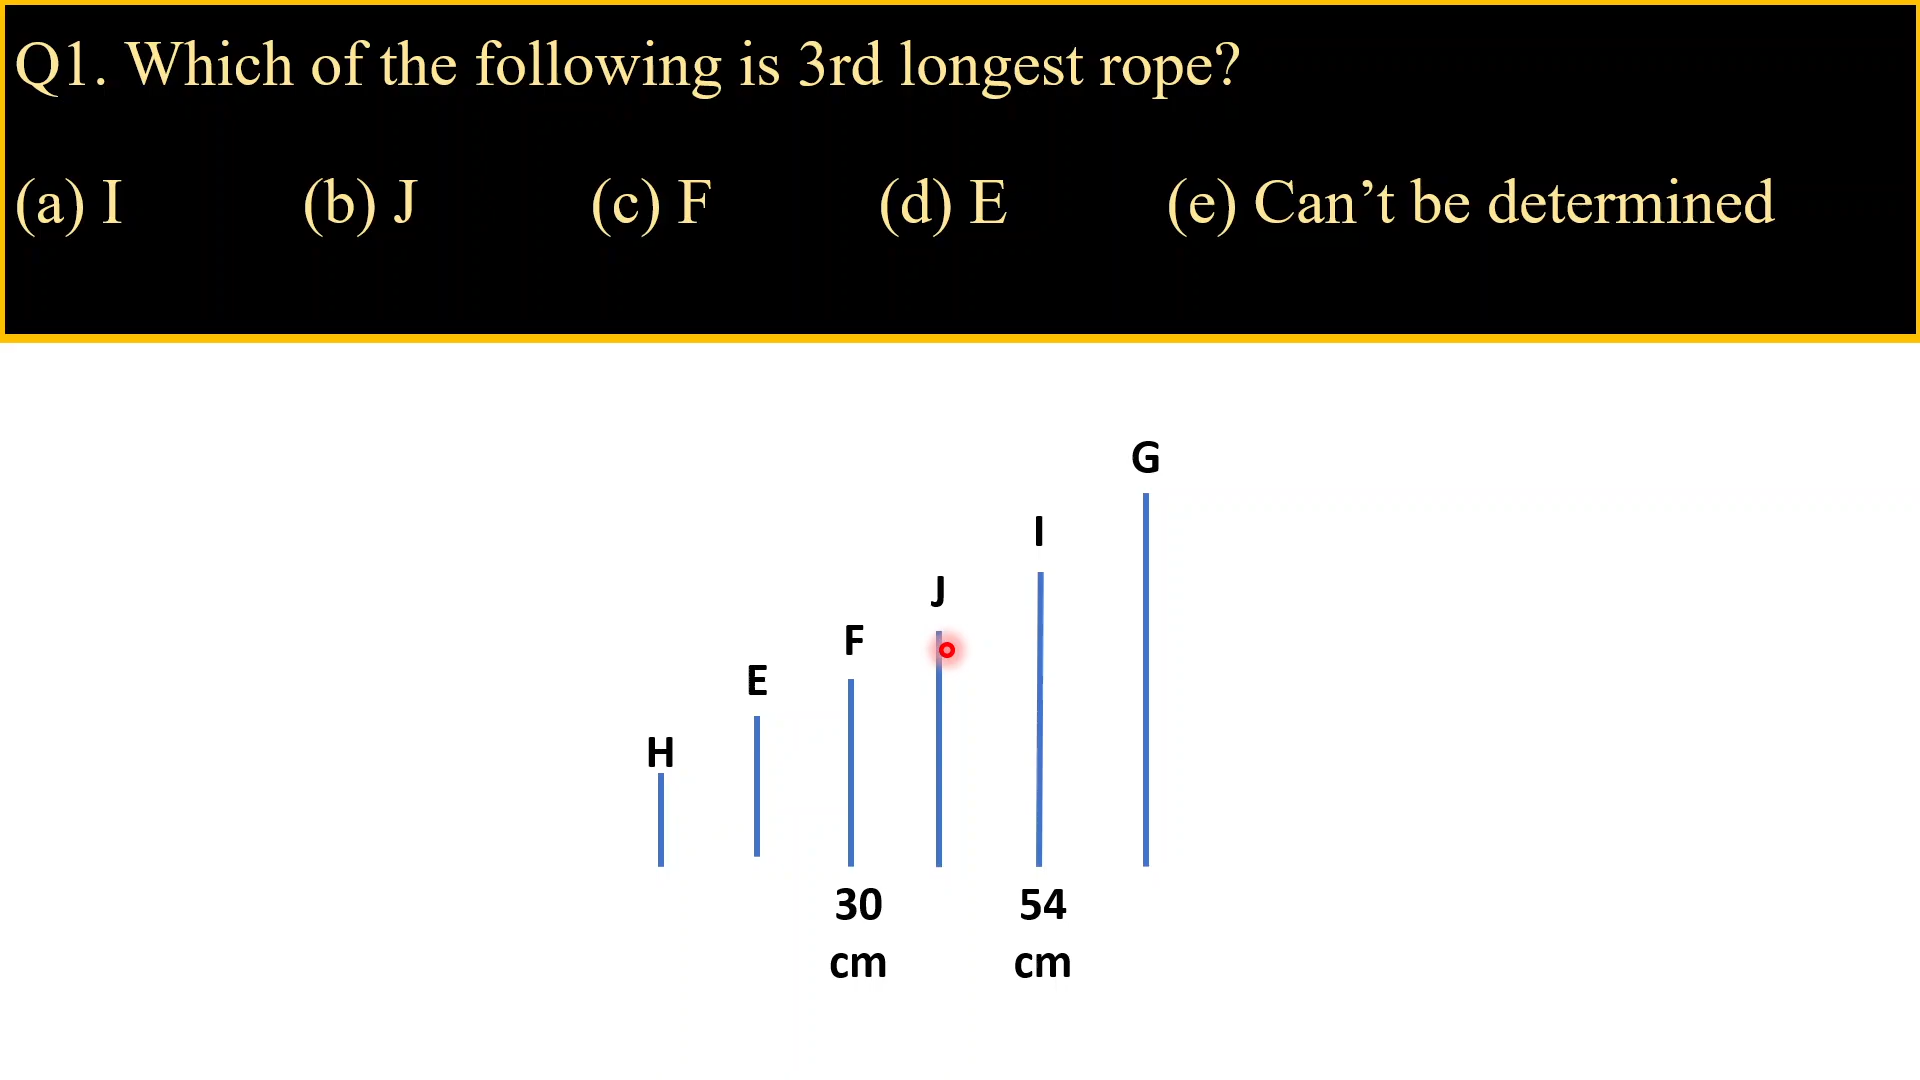 Q1. Which of the following is 3rd longest rope?
(a) I (b) J (c) F (d) E (e) Can’t be determined
G
I
J
F
E
H
30 54
cm cm